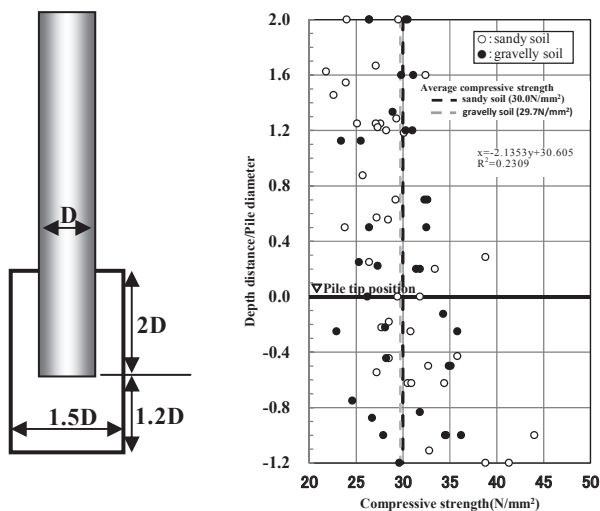 D
2D
1.5D
1.2D
2.0
1.6
1.2
0.8
0.4
0.0
-0.4
-0.8
-1.2
Depth distance/Pile diameter
○ : sandy soil
● : gravelly soil
Average compressive strength
sandy soil (30.0N/mm²)
gravelly soil (29.7N/mm²)
x=-2.1353y+30.605
R²=0.2309
▽Pile tip position
20 25 30 35 40 45 50
Compressive strength(N/mm²)